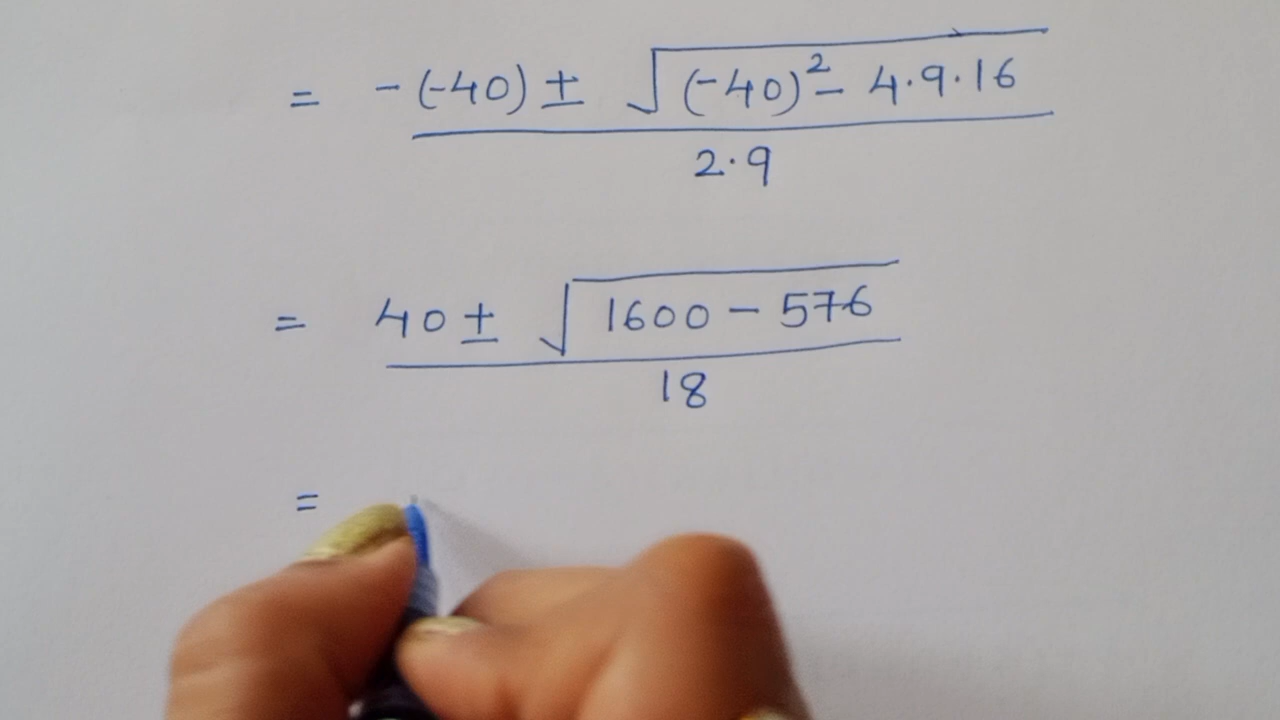 = -(-40) ± √((-40)² - 4·9·16)
2·9
= 40 ± √(1600 - 576)
18
=